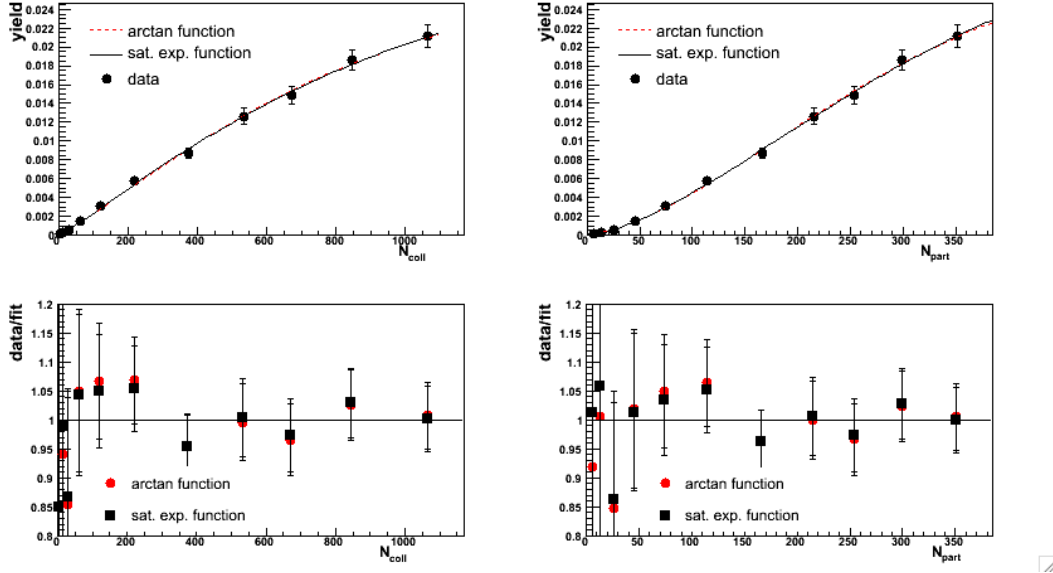 yield
0.024
0.022
0.02
0.018
0.016
0.014
0.012
0.01
0.008
0.006
0.004
0.002
0
arctan function
sat. exp. function
data
0 200 400 600 800 1000
N_coll
yield
0.024
0.022
0.02
0.018
0.016
0.014
0.012
0.01
0.008
0.006
0.004
0.002
0
arctan function
sat. exp. function
data
0 50 100 150 200 250 300 350
N_part
data/fit
1.2
1.15
1.1
1.05
1
0.95
0.9
0.85
0.8
arctan function
sat. exp. function
0 200 400 600 800 1000
N_coll
data/fit
1.2
1.15
1.1
1.05
1
0.95
0.9
0.85
0.8
arctan function
sat. exp. function
0 50 100 150 200 250 300 350
N_part